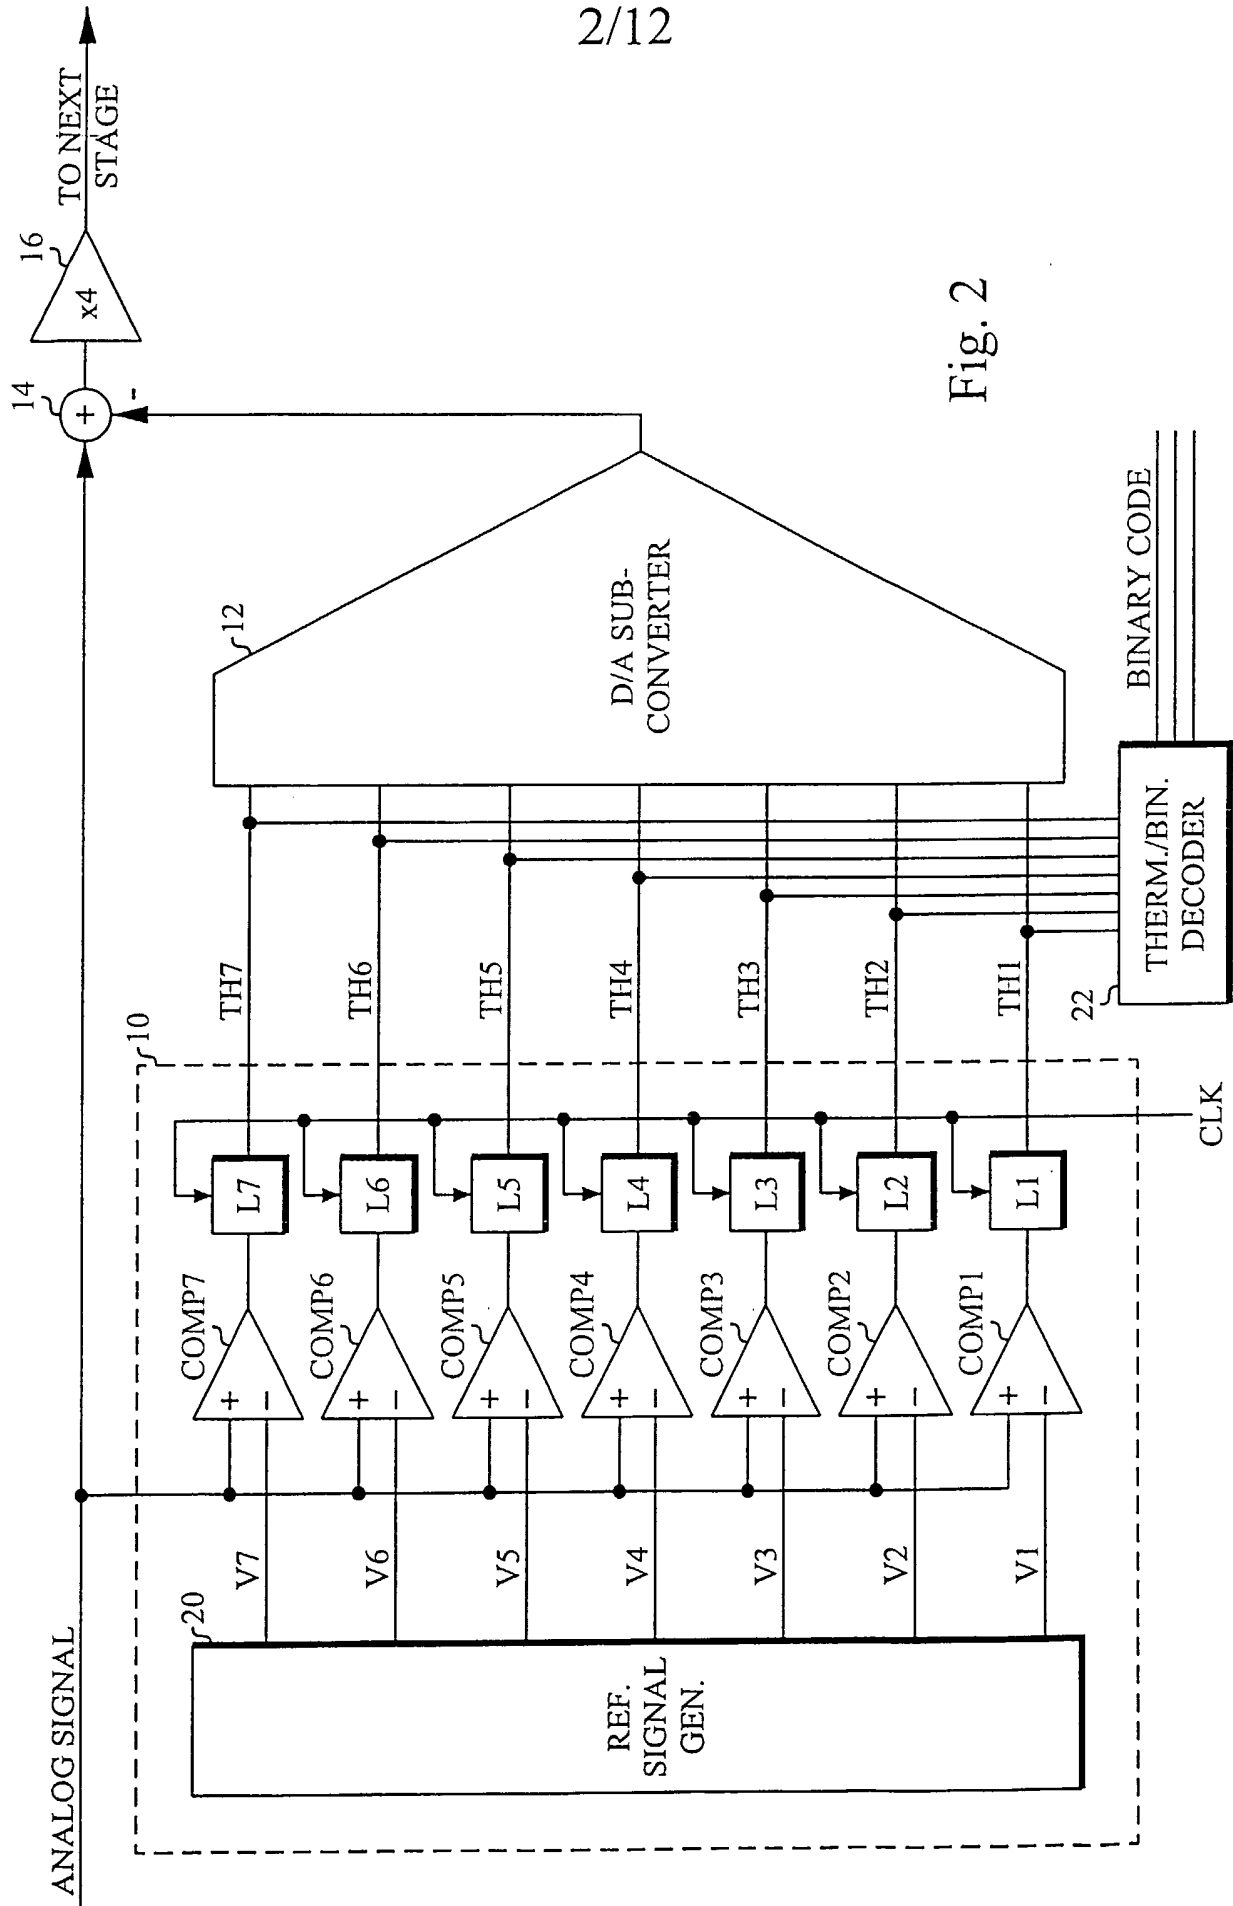 2/12
ANALOG SIGNAL
TO NEXT
STAGE
14
+
-
16
x4
10
20
REF.
SIGNAL
GEN.
V7
V6
V5
V4
V3
V2
V1
COMP7
+
−
COMP6
+
−
COMP5
+
−
COMP4
+
−
COMP3
+
−
COMP2
+
−
COMP1
+
−
L7
L6
L5
L4
L3
L2
L1
CLK
TH7
TH6
TH5
TH4
TH3
TH2
TH1
12
D/A SUB-
CONVERTER
22
THERM./BIN.
DECODER
BINARY CODE
Fig. 2